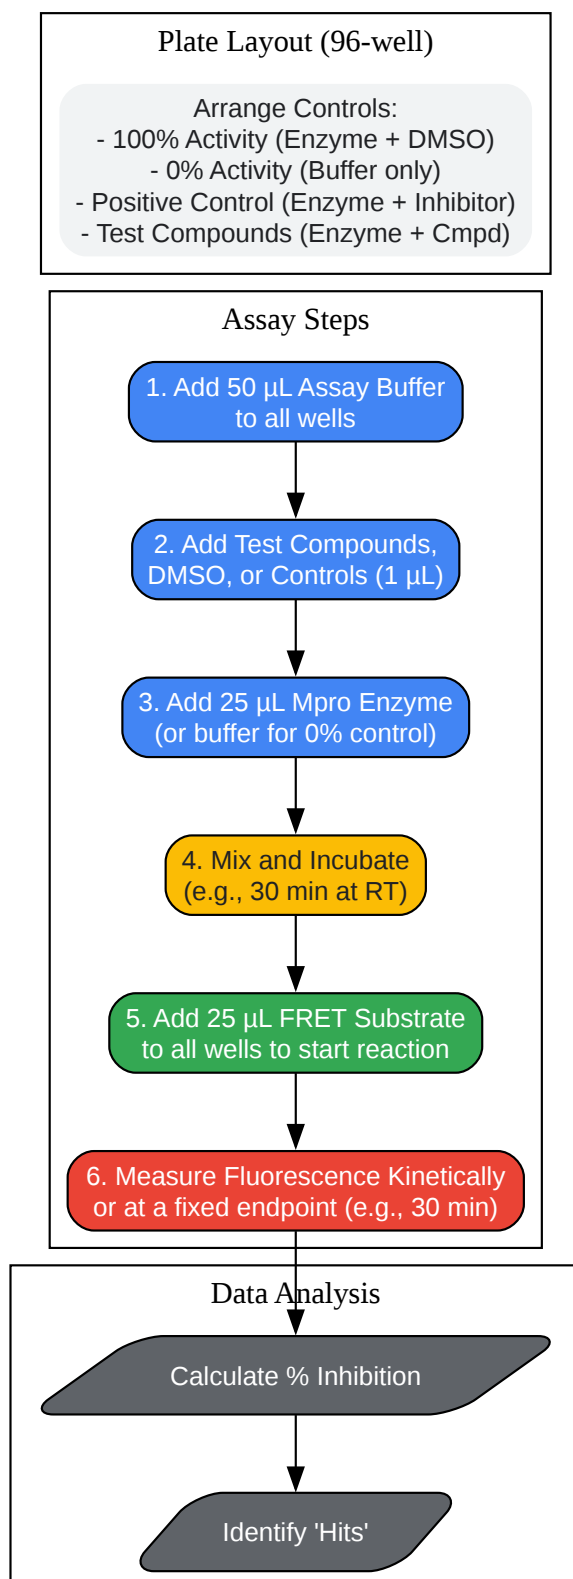 Plate Layout (96-well)
Arrange Controls:
- 100% Activity (Enzyme + DMSO)
- 0% Activity (Buffer only)
- Positive Control (Enzyme + Inhibitor)
- Test Compounds (Enzyme + Cmpd)
Assay Steps
1. Add 50 µL Assay Buffer
to all wells
2. Add Test Compounds,
DMSO, or Controls (1 µL)
3. Add 25 µL Mpro Enzyme
(or buffer for 0% control)
4. Mix and Incubate
(e.g., 30 min at RT)
5. Add 25 µL FRET Substrate
to all wells to start reaction
6. Measure Fluorescence Kinetically
or at a fixed endpoint (e.g., 30 min)
Data Analysis
Calculate % Inhibition
Identify 'Hits'